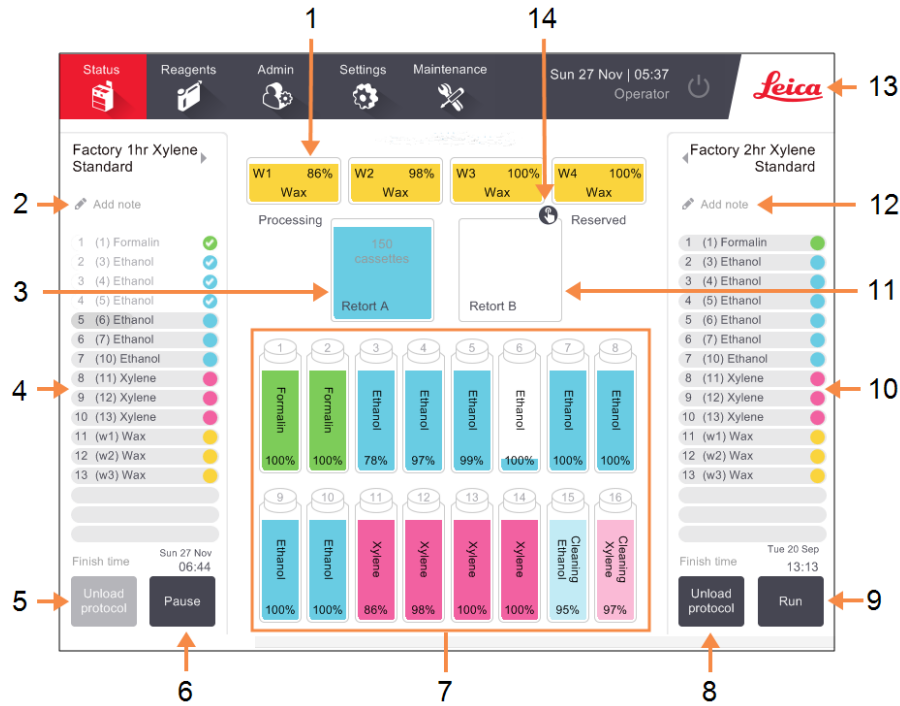 1
14
Status
Reagents
Admin
Settings
Maintenance
Sun 27 Nov | 05:37
Operator
Leica
13
Factory 1hr Xylene
Standard
2
Add note
1 (1) Formalin
2 (3) Ethanol
3 (4) Ethanol
4 (5) Ethanol
5 (6) Ethanol
6 (7) Ethanol
7 (10) Ethanol
8 (11) Xylene
9 (12) Xylene
10 (13) Xylene
11 (w1) Wax
12 (w2) Wax
13 (w3) Wax
3
4
Finish time
Sun 27 Nov
06:44
5
Unload
protocol
Pause
6
W1 86%
Wax
W2 98%
Wax
W3 100%
Wax
W4 100%
Wax
Processing
Reserved
150
cassettes
Retort A
Retort B
1
Formalin
100%
2
Formalin
100%
3
Ethanol
78%
4
Ethanol
97%
5
Ethanol
99%
6
Ethanol
100%
7
Ethanol
100%
8
Ethanol
100%
9
Ethanol
100%
10
Ethanol
100%
11
Xylene
86%
12
Xylene
98%
13
Xylene
100%
14
Xylene
100%
15
Cleaning
Ethanol
95%
16
Cleaning
Xylene
97%
7
Factory 2hr Xylene
Standard
Add note
12
1 (1) Formalin
2 (3) Ethanol
3 (4) Ethanol
4 (5) Ethanol
5 (6) Ethanol
6 (7) Ethanol
7 (10) Ethanol
8 (11) Xylene
9 (12) Xylene
10 (13) Xylene
11 (w1) Wax
12 (w2) Wax
13 (w3) Wax
11
10
Finish time
Tue 20 Sep
13:13
Unload
protocol
Run
9
8